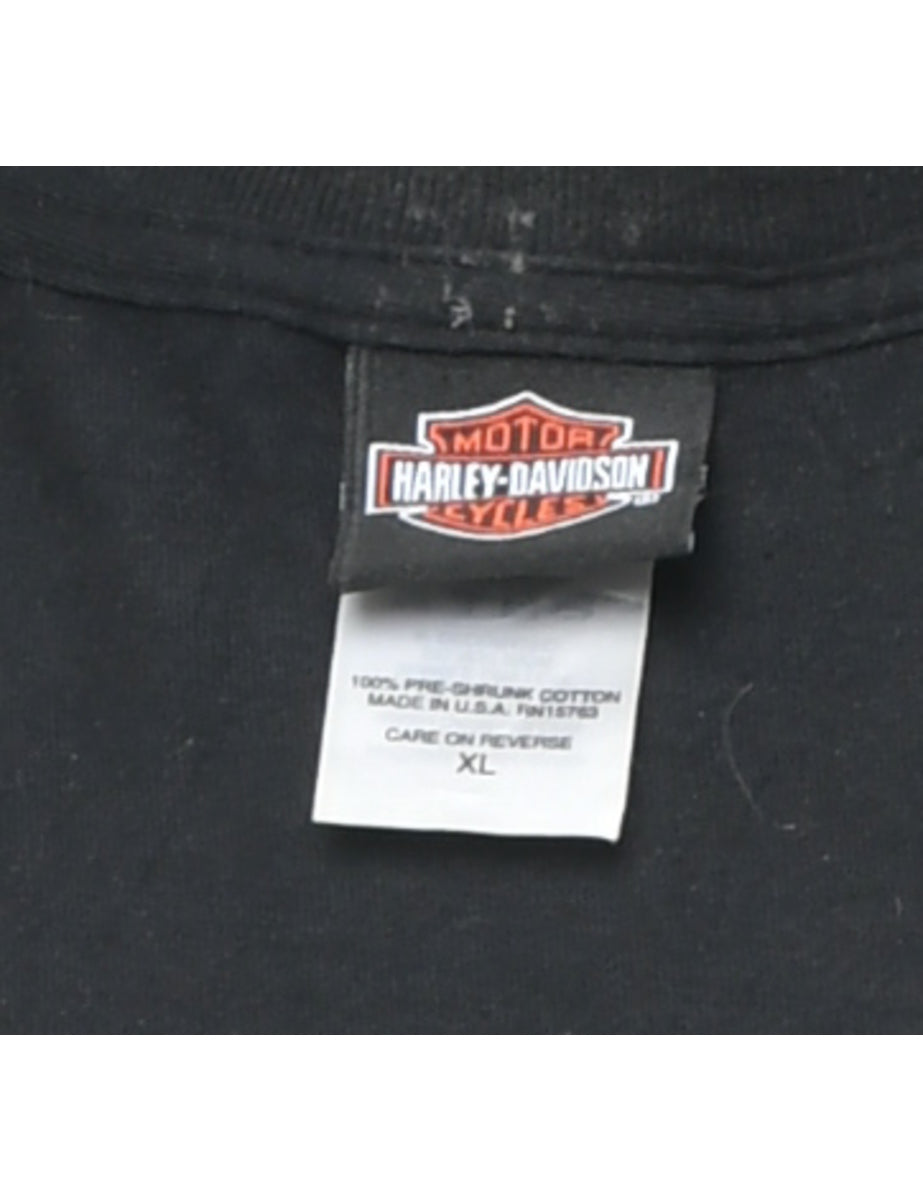 MOTOR
HARLEY-DAVIDSON
CYCLES
100% PRE-SHRUNK COTTON
MADE IN U.S.A. RN15763
CARE ON REVERSE
XL